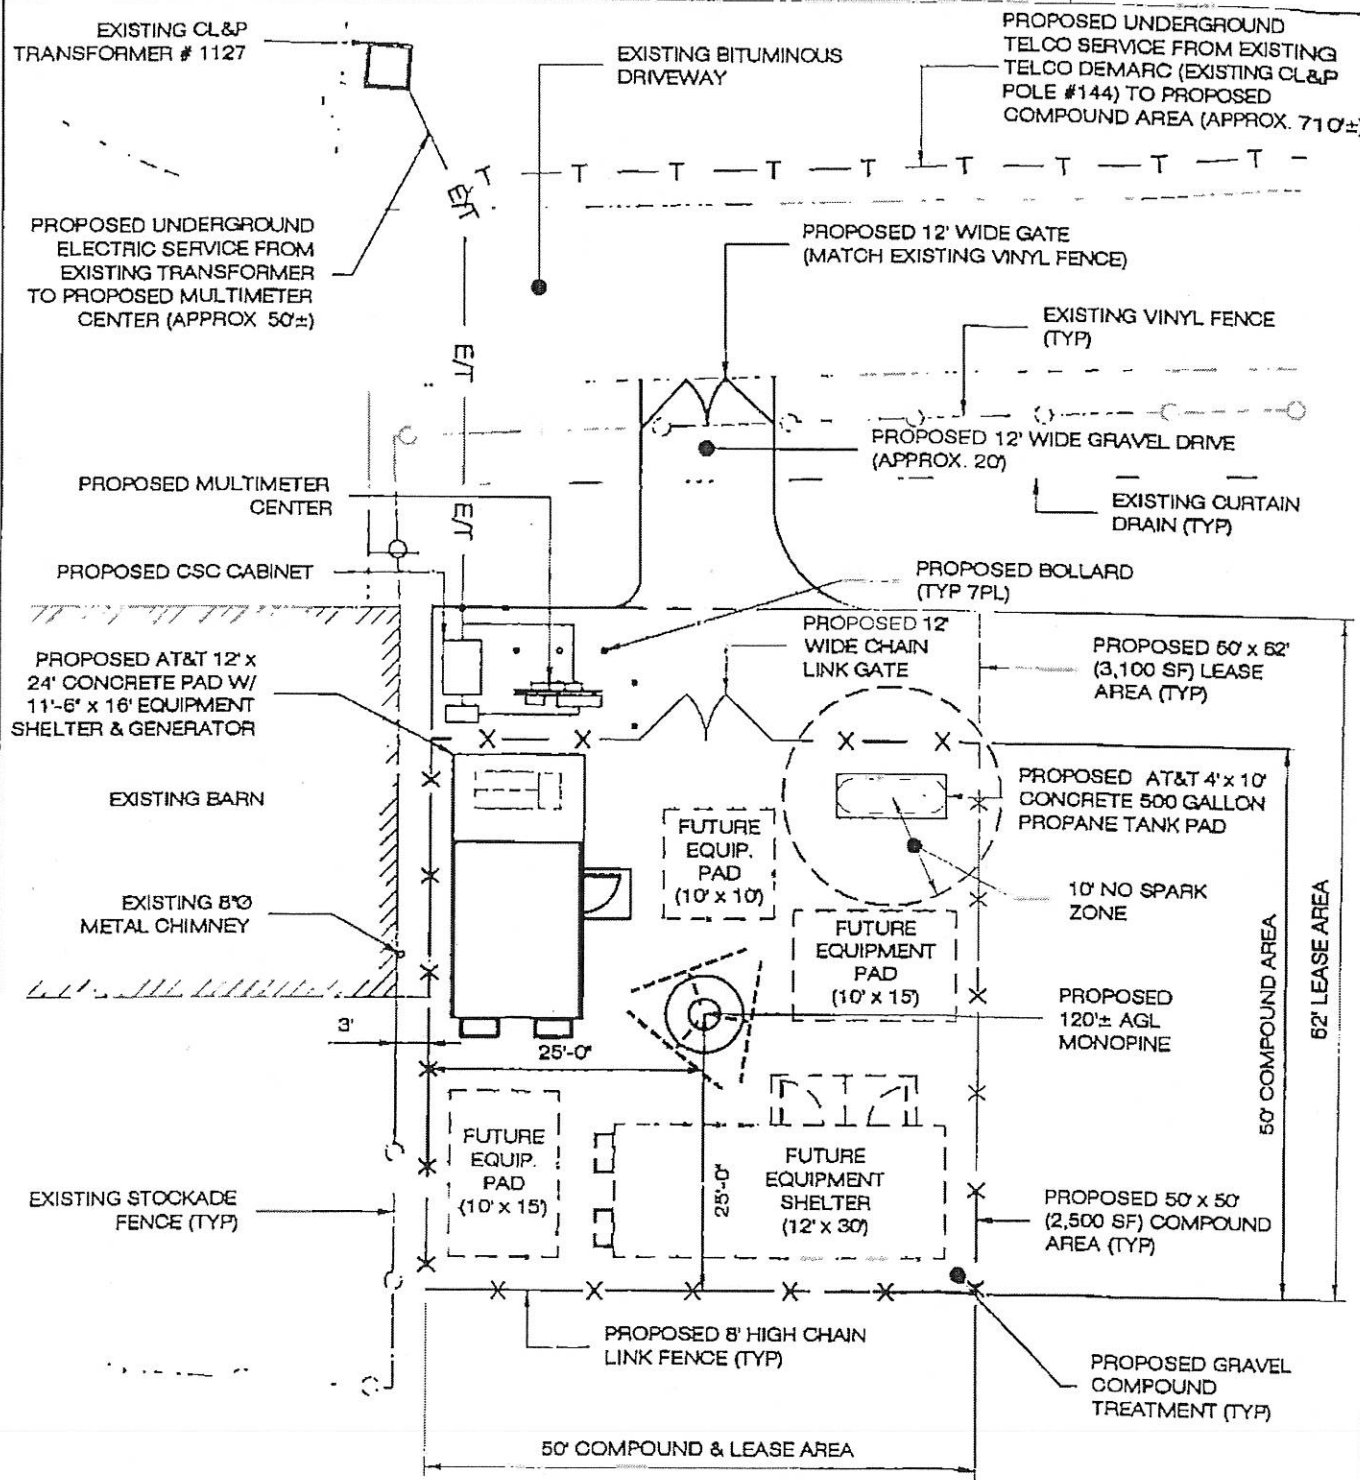 EXISTING CL&P
TRANSFORMER # 1127
EXISTING BITUMINOUS
DRIVEWAY
PROPOSED UNDERGROUND
TELCO SERVICE FROM EXISTING
TELCO DEMARC (EXISTING CL&P
POLE #144) TO PROPOSED
COMPOUND AREA (APPROX. 710'±)
T T T T T T T T T
E/T
PROPOSED UNDERGROUND
ELECTRIC SERVICE FROM
EXISTING TRANSFORMER
TO PROPOSED MULTIMETER
CENTER (APPROX 50'±)
PROPOSED 12' WIDE GATE
(MATCH EXISTING VINYL FENCE)
EXISTING VINYL FENCE
(TYP)
E/T
PROPOSED 12' WIDE GRAVEL DRIVE
(APPROX. 20')
PROPOSED MULTIMETER
CENTER
E/T
EXISTING CURTAIN
DRAIN (TYP)
PROPOSED CSC CABINET
PROPOSED BOLLARD
(TYP 7PL)
PROPOSED 12'
WIDE CHAIN
LINK GATE
PROPOSED 50' x 62'
(3,100 SF) LEASE
AREA (TYP)
PROPOSED AT&T 12' x
24' CONCRETE PAD W/
11'-6" x 16' EQUIPMENT
SHELTER & GENERATOR
EXISTING BARN
PROPOSED AT&T 4' x 10'
CONCRETE 500 GALLON
PROPANE TANK PAD
FUTURE
EQUIP.
PAD
(10' x 10')
10' NO SPARK
ZONE
EXISTING 8"Ø
METAL CHIMNEY
FUTURE
EQUIPMENT
PAD
(10' x 15')
PROPOSED
120'± AGL
MONOPINE
3'
25'-0"
50' COMPOUND AREA
62' LEASE AREA
FUTURE
EQUIP.
PAD
(10' x 15')
25'-0"
FUTURE
EQUIPMENT
SHELTER
(12' x 30')
EXISTING STOCKADE
FENCE (TYP)
PROPOSED 50' x 50'
(2,500 SF) COMPOUND
AREA (TYP)
PROPOSED 8' HIGH CHAIN
LINK FENCE (TYP)
PROPOSED GRAVEL
COMPOUND
TREATMENT (TYP)
50' COMPOUND & LEASE AREA